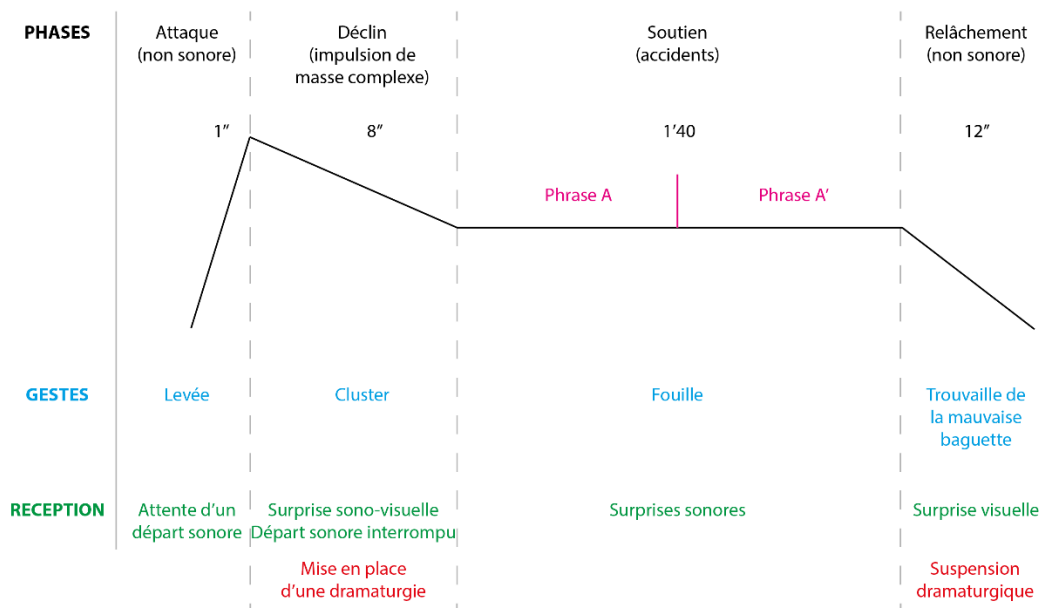 PHASES
Attaque
(non sonore)
Déclin
(impulsion de
masse complexe)
Soutien
(accidents)
Relâchement
(non sonore)
1”
8”
1’40
12”
Phrase A
Phrase A’
GESTES
Levée
Cluster
Fouille
Trouvaille de
la mauvaise
baguette
RECEPTION
Attente d’un
départ sonore
Surprise sono-visuelle
Départ sonore interrompu
Surprises sonores
Surprise visuelle
Mise en place
d’une dramaturgie
Suspension
dramaturgique